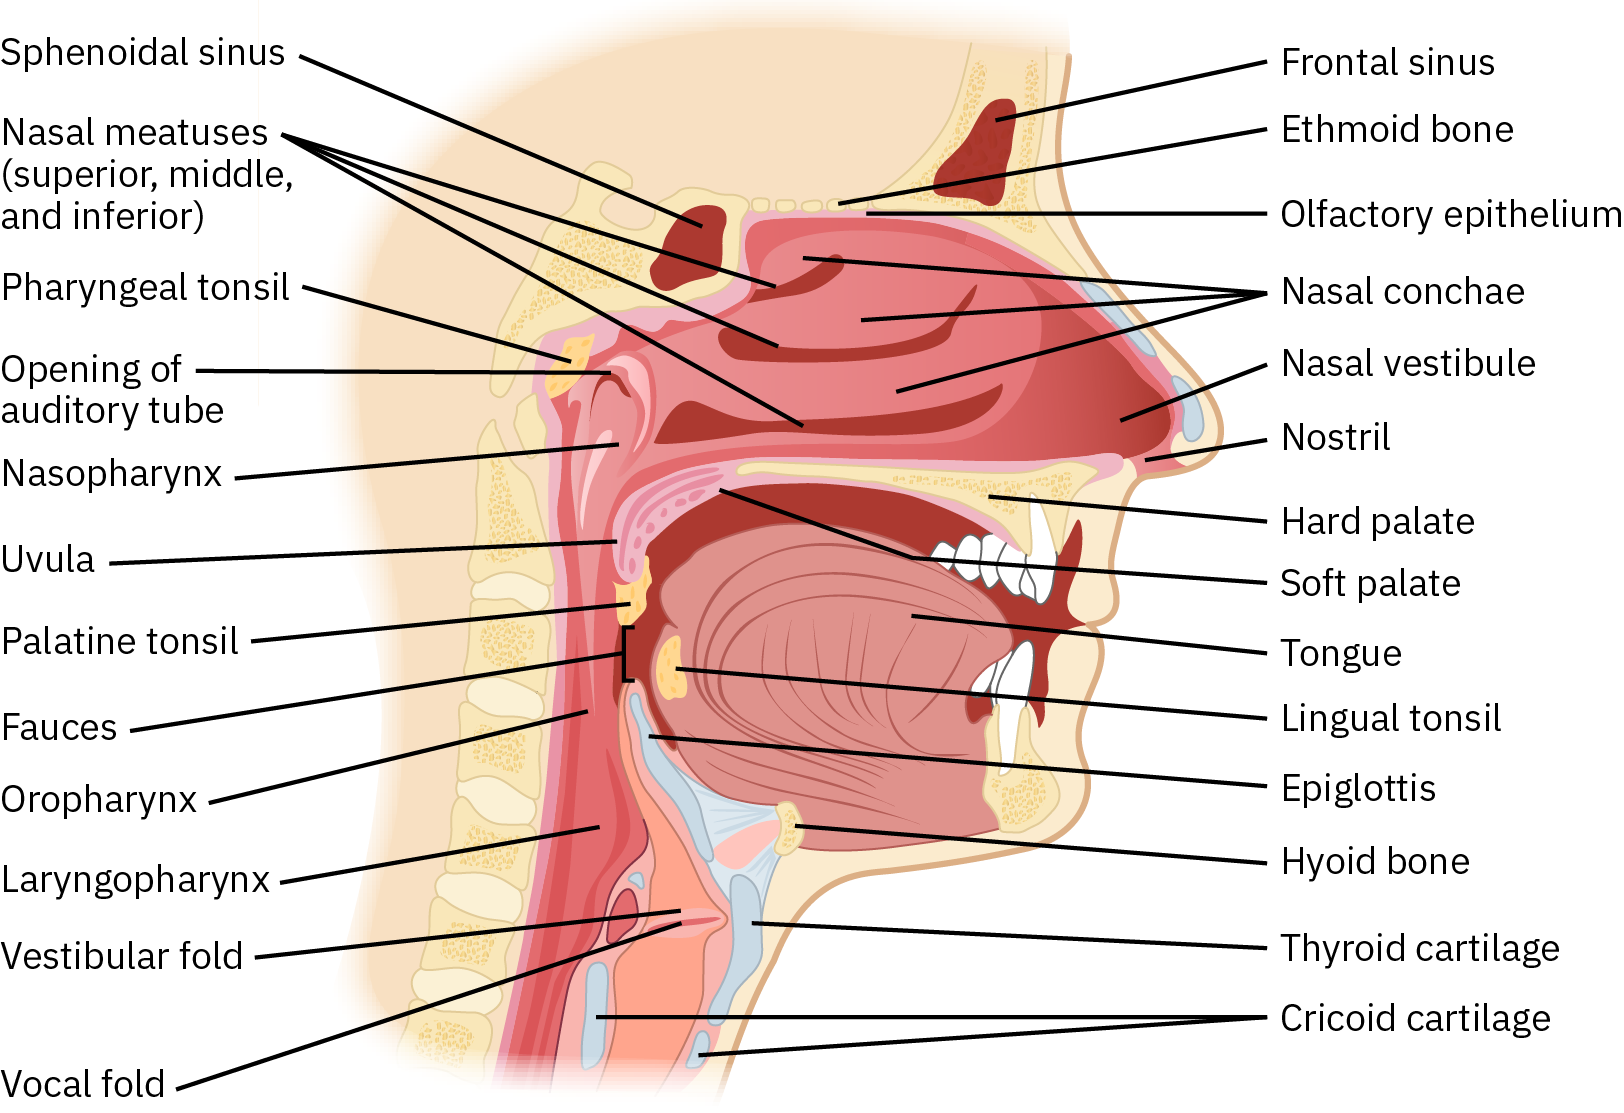 Sphenoidal sinus
Nasal meatuses
(superior, middle,
and inferior)
Pharyngeal tonsil
Opening of
auditory tube
Nasopharynx
Uvula
Palatine tonsil
Fauces
Oropharynx
Laryngopharynx
Vestibular fold
Vocal fold
Frontal sinus
Ethmoid bone
Olfactory epithelium
Nasal conchae
Nasal vestibule
Nostril
Hard palate
Soft palate
Tongue
Lingual tonsil
Epiglottis
Hyoid bone
Thyroid cartilage
Cricoid cartilage